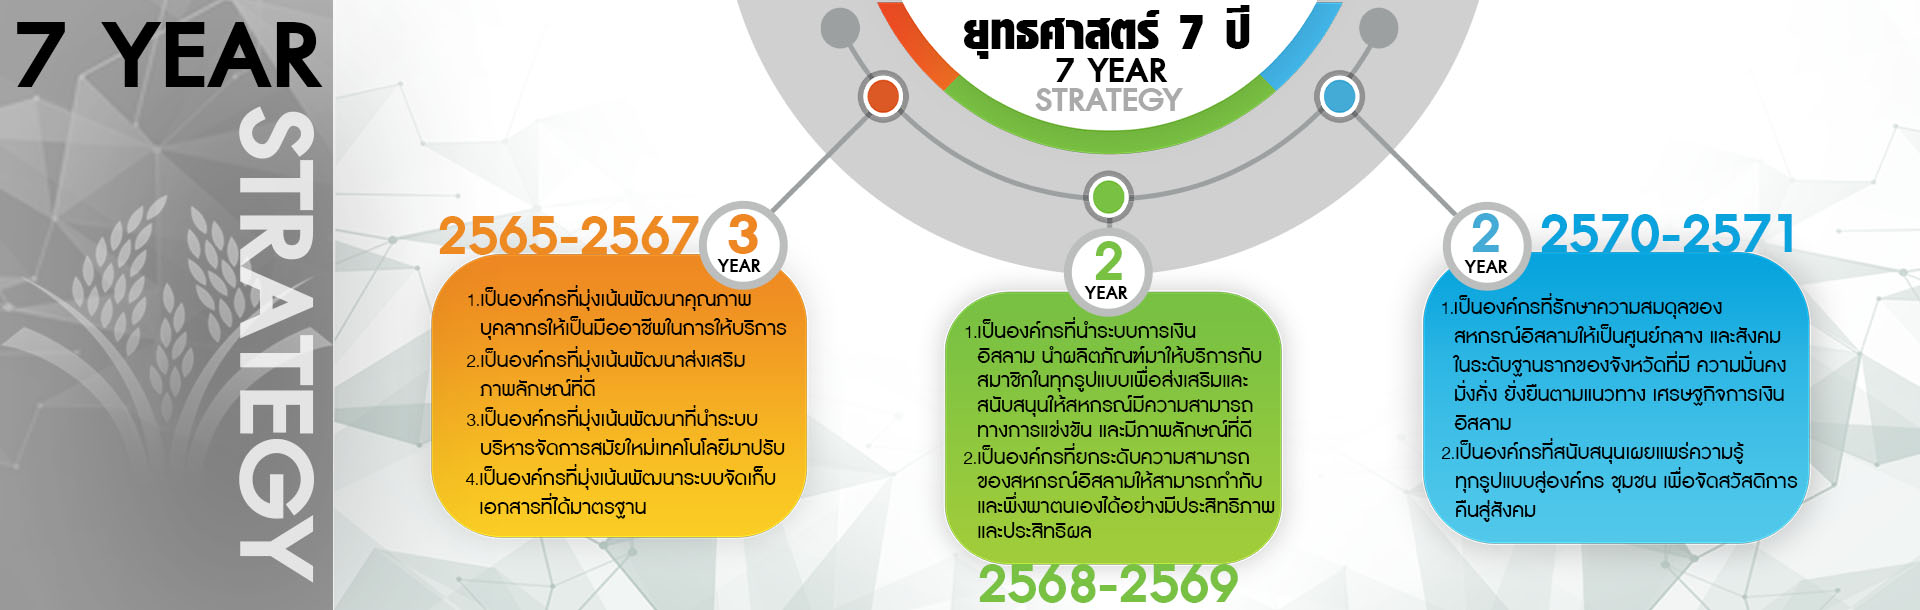 7 YEAR
STRATEGY
ยุทธศาสตร์ 7 ปี
7 YEAR
STRATEGY
2565-2567
3
YEAR
1.เป็นองค์กรที่มุ่งเน้นพัฒนาคุณภาพ
บุคลากรให้เป็นมืออาชีพในการให้บริการ
2.เป็นองค์กรที่มุ่งเน้นพัฒนาส่งเสริม
ภาพลักษณ์ที่ดี
3.เป็นองค์กรที่มุ่งเน้นพัฒนาที่นำระบบ
บริหารจัดการสมัยใหม่เทคโนโลยีมาปรับ
4.เป็นองค์กรที่มุ่งเน้นพัฒนาระบบจัดเก็บ
เอกสารที่ได้มาตรฐาน
2
YEAR
1.เป็นองค์กรที่นำระบบการเงิน
อิสลาม นำผลิตภัณฑ์มาให้บริการกับ
สมาชิกในทุกรูปแบบเพื่อส่งเสริมและ
สนับสนุนให้สหกรณ์มีความสามารถ
ทางการแข่งขัน และมีภาพลักษณ์ที่ดี
2.เป็นองค์กรที่ยกระดับความสามารถ
ของสหกรณ์อิสลามให้สามารถกำกับ
และพึ่งพาตนเองได้อย่างมีประสิทธิภาพ
และประสิทธิผล
2568-2569
2
YEAR
2570-2571
1.เป็นองค์กรที่รักษาความสมดุลของ
สหกรณ์อิสลามให้เป็นศูนย์กลาง และสังคม
ในระดับฐานรากของจังหวัดที่มี ความมั่นคง
มั่งคั่ง ยั่งยืนตามแนวทาง เศรษฐกิจการเงิน
อิสลาม
2.เป็นองค์กรที่สนับสนุนเผยแพร่ความรู้
ทุกรูปแบบสู่องค์กร ชุมชน เพื่อจัดสวัสดิการ
คืนสู่สังคม